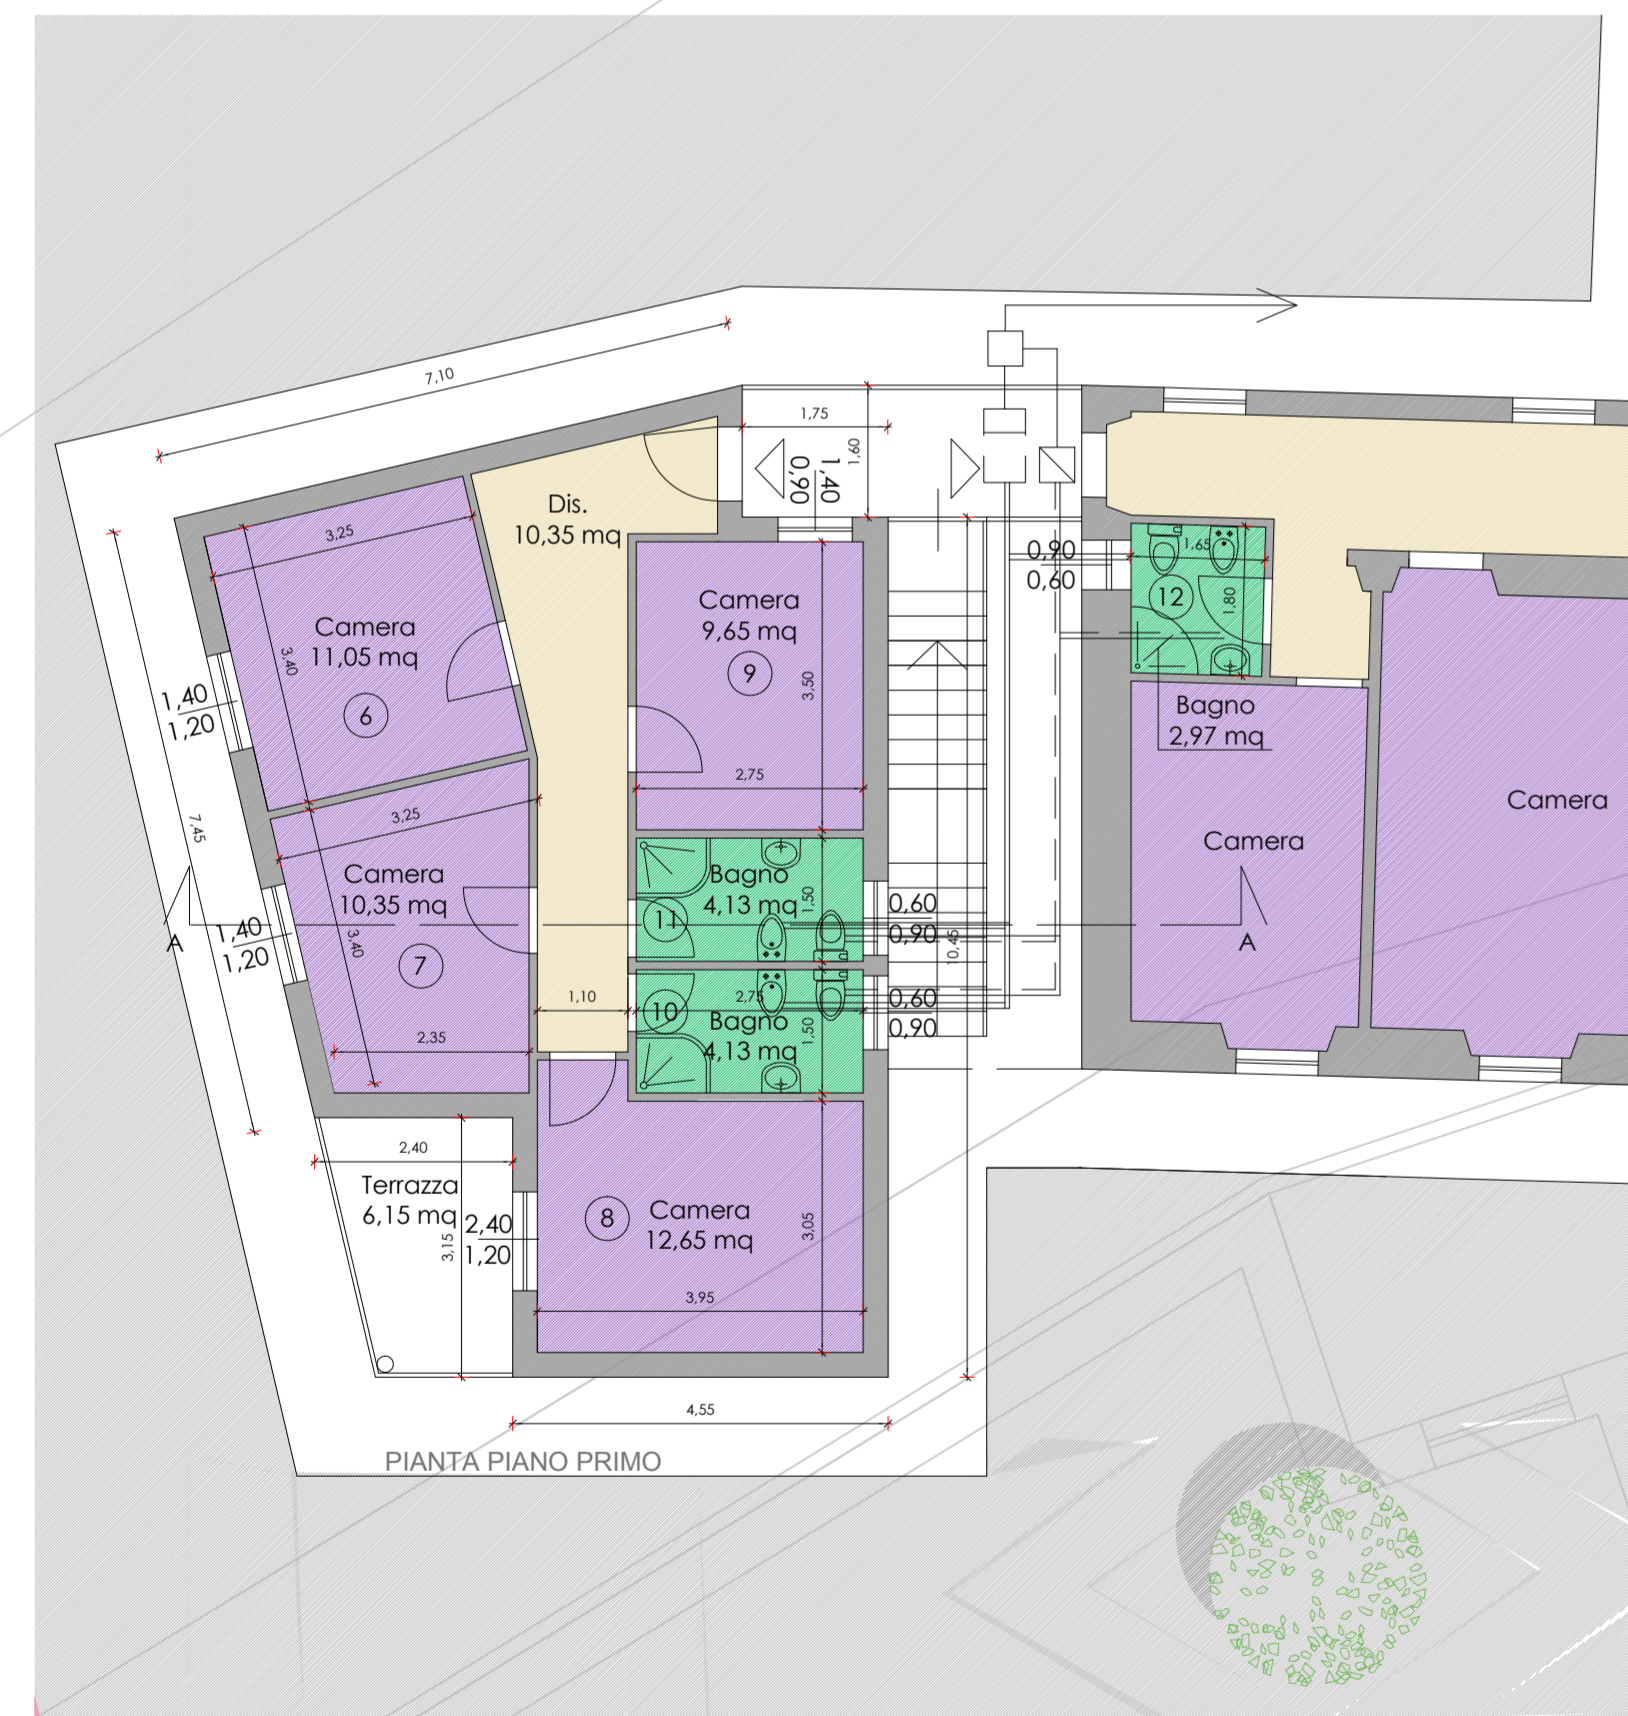 7,10
1,75
1,60
1,40
0,90
Dis.
10,35 mq
3,25
Camera
11,05 mq
6
3,40
1,40
1,20
Camera
9,65 mq
9
3,50
2,75
0,90
0,60
1,65
12
1,80
Bagno
2,97 mq
Camera
Camera
7,45
3,25
Camera
10,35 mq
7
3,40
1,40
1,20
2,35
A
A
Bagno
4,13 mq
11
1,50
0,60
0,90
10,45
1,10
10
2,75
Bagno
4,13 mq
1,50
0,60
0,90
2,40
Terrazza
6,15 mq
3,15
2,40
1,20
8
Camera
12,65 mq
3,05
3,95
4,55
PIANTA PIANO PRIMO